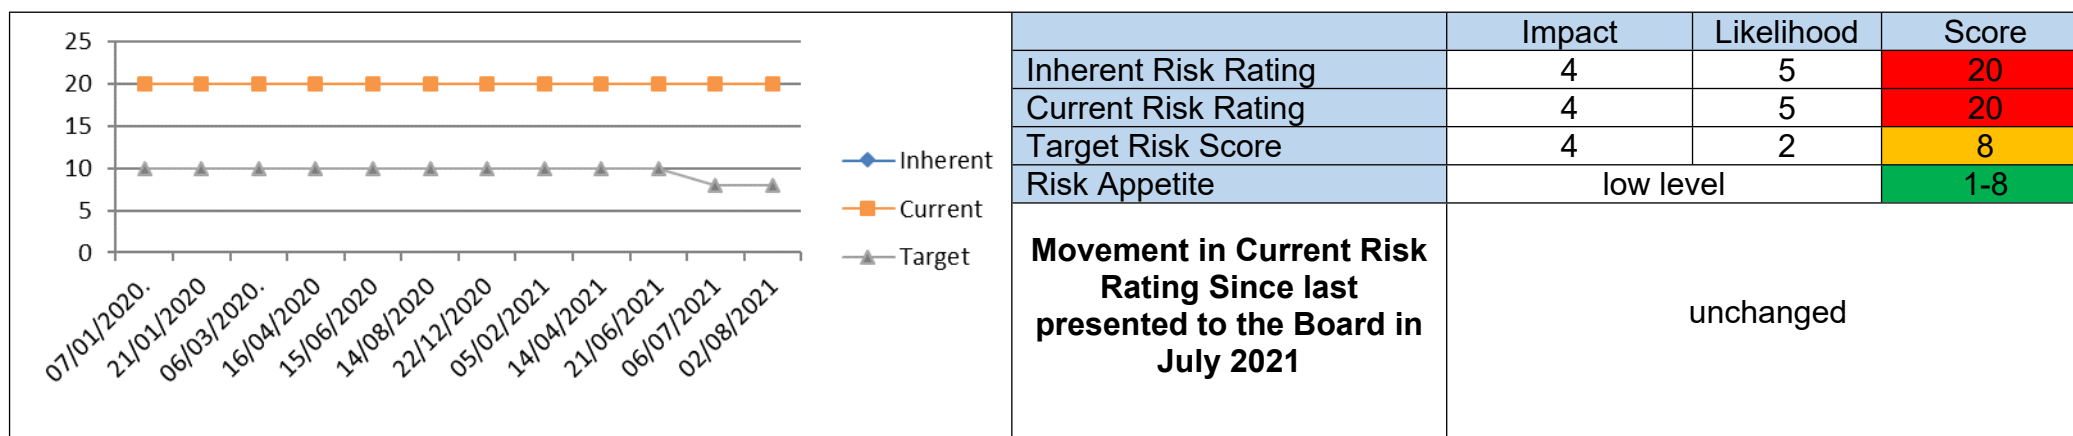 25
20
15
10
5
0
07/01/2020.
21/01/2020
06/03/2020.
16/04/2020
15/06/2020
14/08/2020
22/12/2020
05/02/2021
14/04/2021
21/06/2021
06/07/2021
02/08/2021
Inherent
Current
Target
Impact Likelihood Score
Inherent Risk Rating 4 5 20
Current Risk Rating 4 5 20
Target Risk Score 4 2 8
Risk Appetite low level 1-8
Movement in Current Risk
Rating Since last
presented to the Board in
July 2021
unchanged